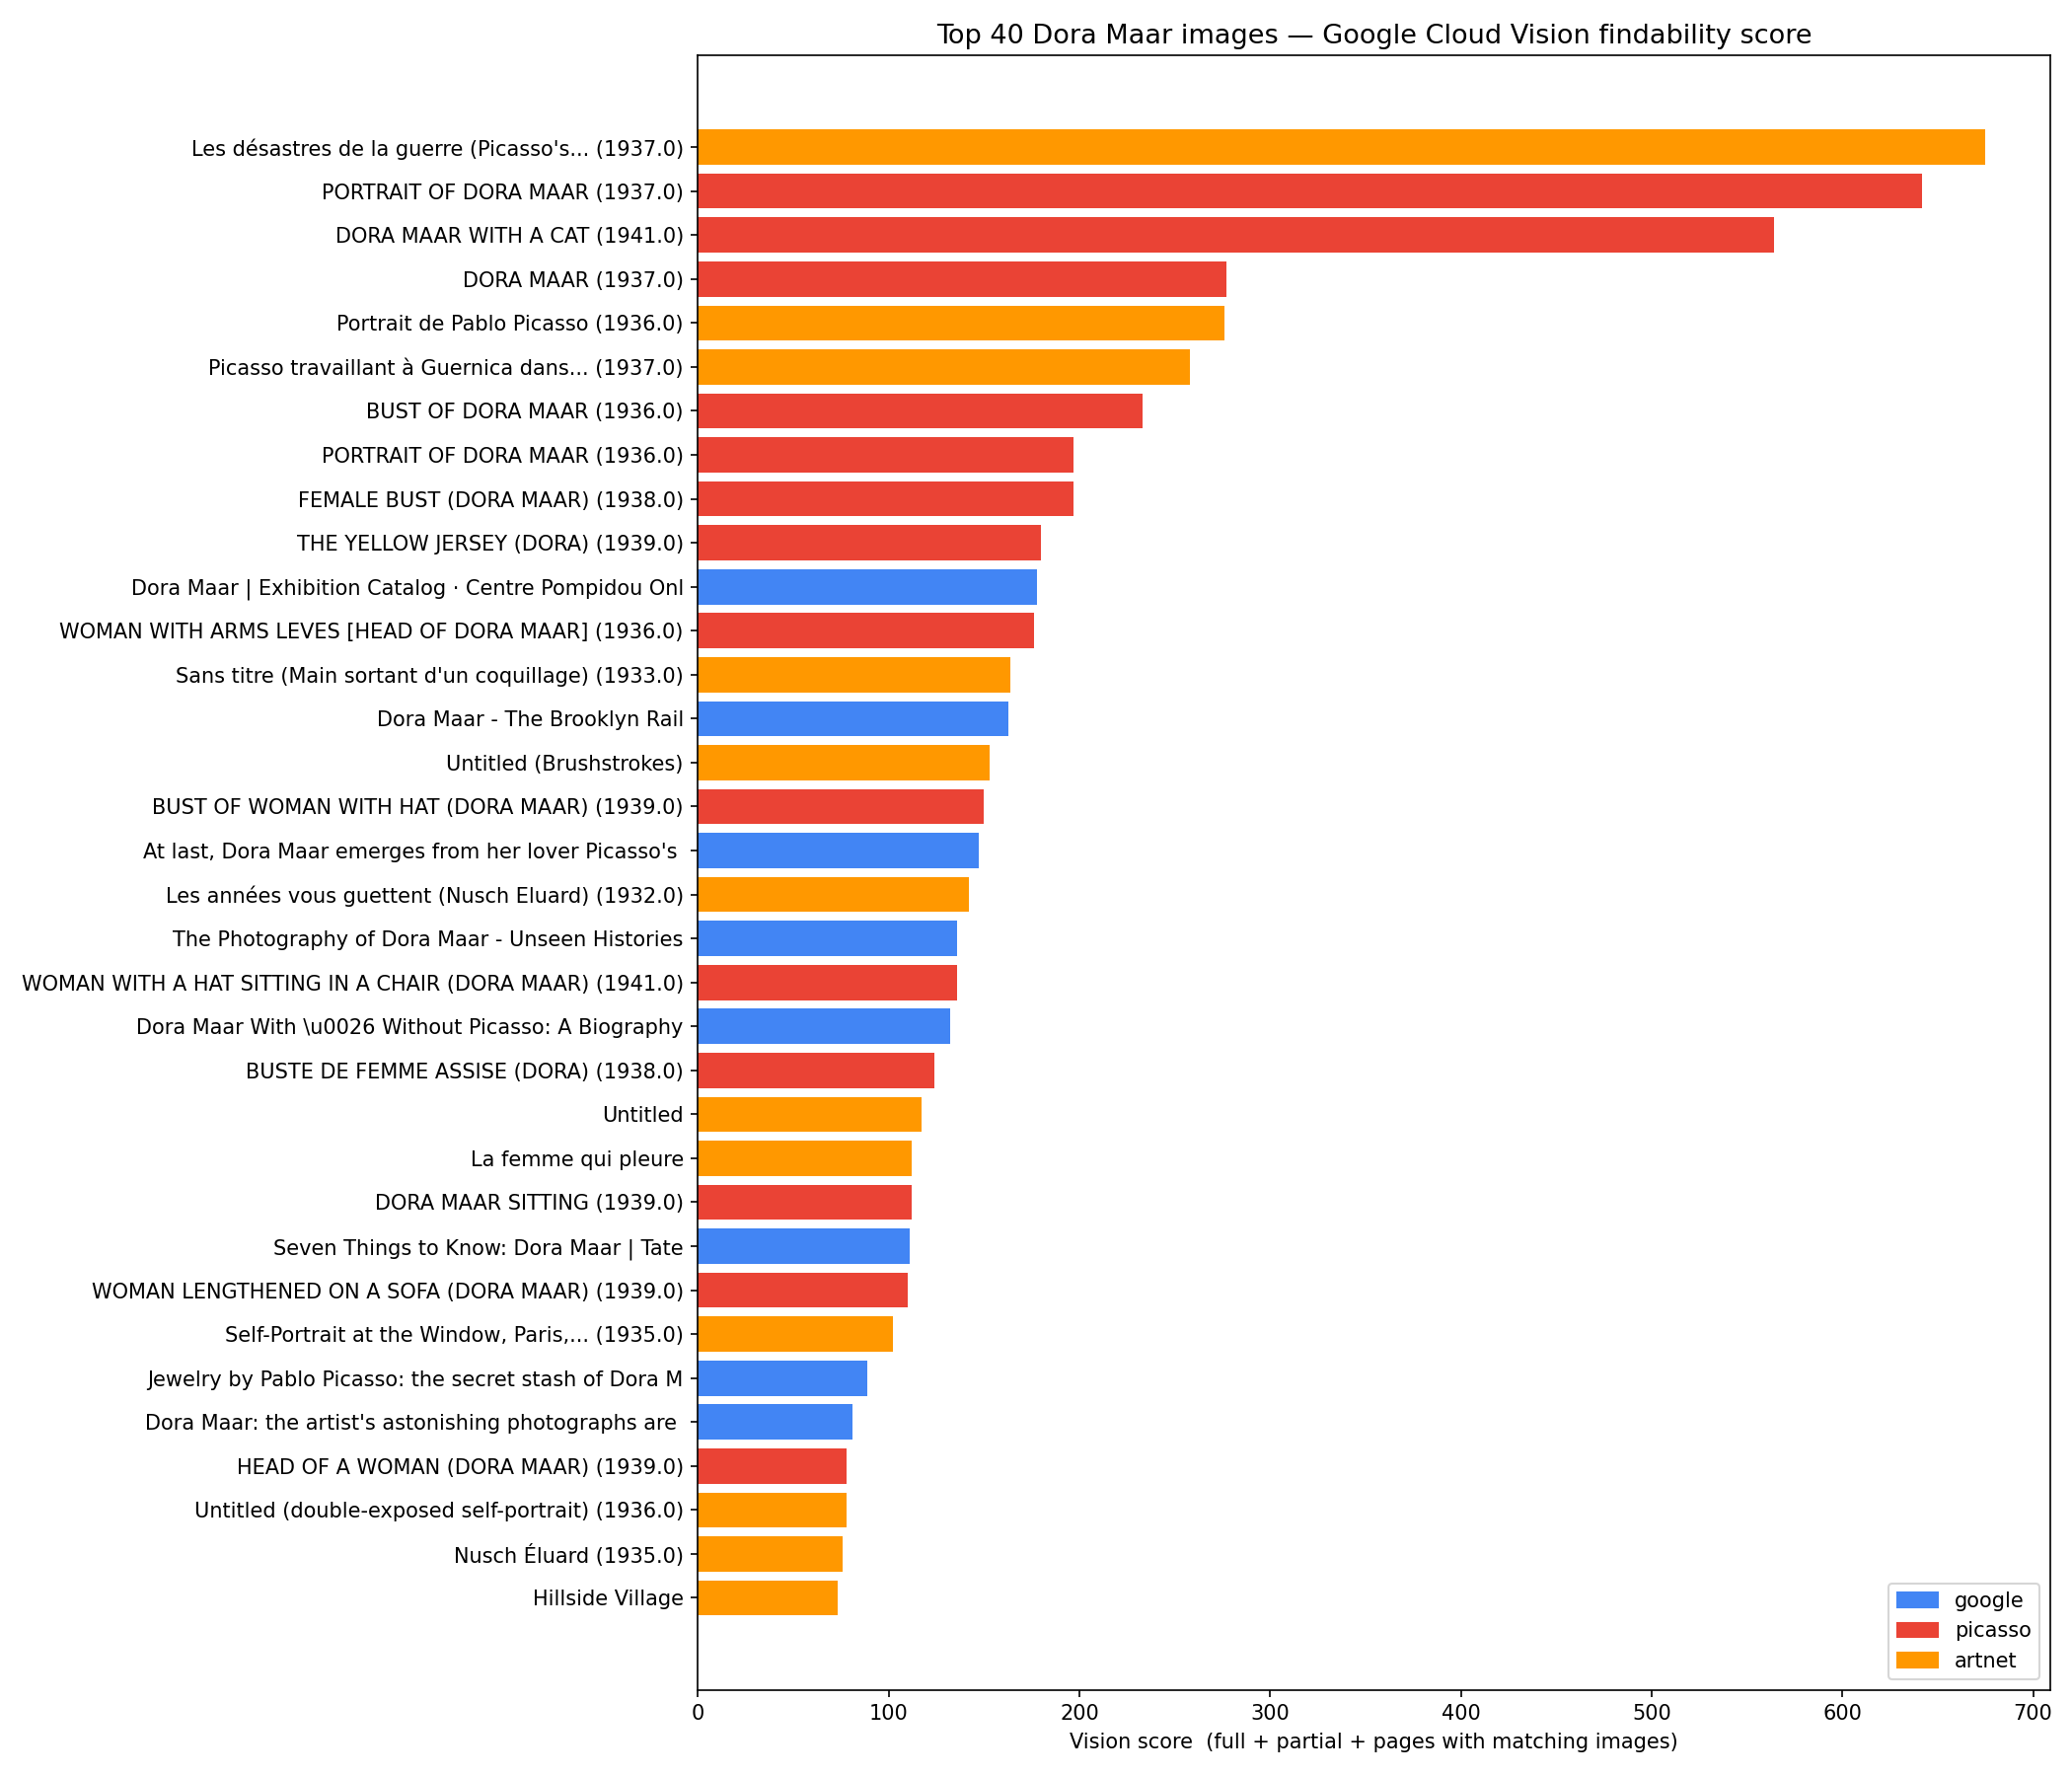 Top 40 Dora Maar images — Google Cloud Vision findability score
Les désastres de la guerre (Picasso's... (1937.0)
PORTRAIT OF DORA MAAR (1937.0)
DORA MAAR WITH A CAT (1941.0)
DORA MAAR (1937.0)
Portrait de Pablo Picasso (1936.0)
Picasso travaillant à Guernica dans... (1937.0)
BUST OF DORA MAAR (1936.0)
PORTRAIT OF DORA MAAR (1936.0)
FEMALE BUST (DORA MAAR) (1938.0)
THE YELLOW JERSEY (DORA) (1939.0)
Dora Maar | Exhibition Catalog · Centre Pompidou Onl
WOMAN WITH ARMS LEVES [HEAD OF DORA MAAR] (1936.0)
Sans titre (Main sortant d'un coquillage) (1933.0)
Dora Maar - The Brooklyn Rail
Untitled (Brushstrokes)
BUST OF WOMAN WITH HAT (DORA MAAR) (1939.0)
At last, Dora Maar emerges from her lover Picasso's
Les années vous guettent (Nusch Eluard) (1932.0)
The Photography of Dora Maar - Unseen Histories
WOMAN WITH A HAT SITTING IN A CHAIR (DORA MAAR) (1941.0)
Dora Maar With \u0026 Without Picasso: A Biography
BUSTE DE FEMME ASSISE (DORA) (1938.0)
Untitled
La femme qui pleure
DORA MAAR SITTING (1939.0)
Seven Things to Know: Dora Maar | Tate
WOMAN LENGTHENED ON A SOFA (DORA MAAR) (1939.0)
Self-Portrait at the Window, Paris,... (1935.0)
Jewelry by Pablo Picasso: the secret stash of Dora M
Dora Maar: the artist's astonishing photographs are
HEAD OF A WOMAN (DORA MAAR) (1939.0)
Untitled (double-exposed self-portrait) (1936.0)
Nusch Éluard (1935.0)
Hillside Village
google
picasso
artnet
0 100 200 300 400 500 600 700
Vision score  (full + partial + pages with matching images)